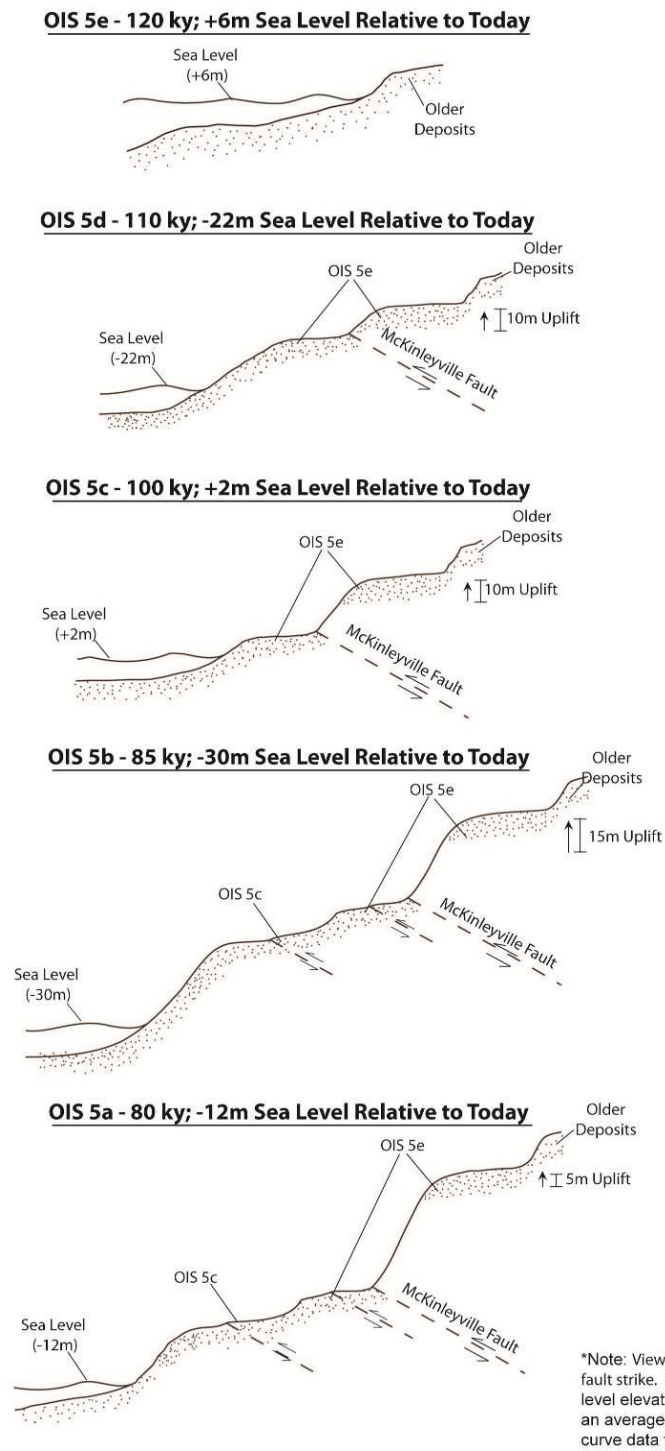 OIS 5e - 120 ky; +6m Sea Level Relative to Today
Sea Level
(+6m)
Older
Deposits
OIS 5d - 110 ky; -22m Sea Level Relative to Today
Older
Deposits
OIS 5e
10m Uplift
Sea Level
(-22m)
McKinleyville Fault
OIS 5c - 100 ky; +2m Sea Level Relative to Today
Older
Deposits
OIS 5e
10m Uplift
Sea Level
(+2m)
McKinleyville Fault
OIS 5b - 85 ky; -30m Sea Level Relative to Today
Older
Deposits
OIS 5e
15m Uplift
OIS 5c
McKinleyville Fault
Sea Level
(-30m)
OIS 5a - 80 ky; -12m Sea Level Relative to Today
Older
Deposits
OIS 5e
5m Uplift
OIS 5c
McKinleyville Fault
Sea Level
(-12m)
*Note: View
fault strike.
level elevat
an average
curve data